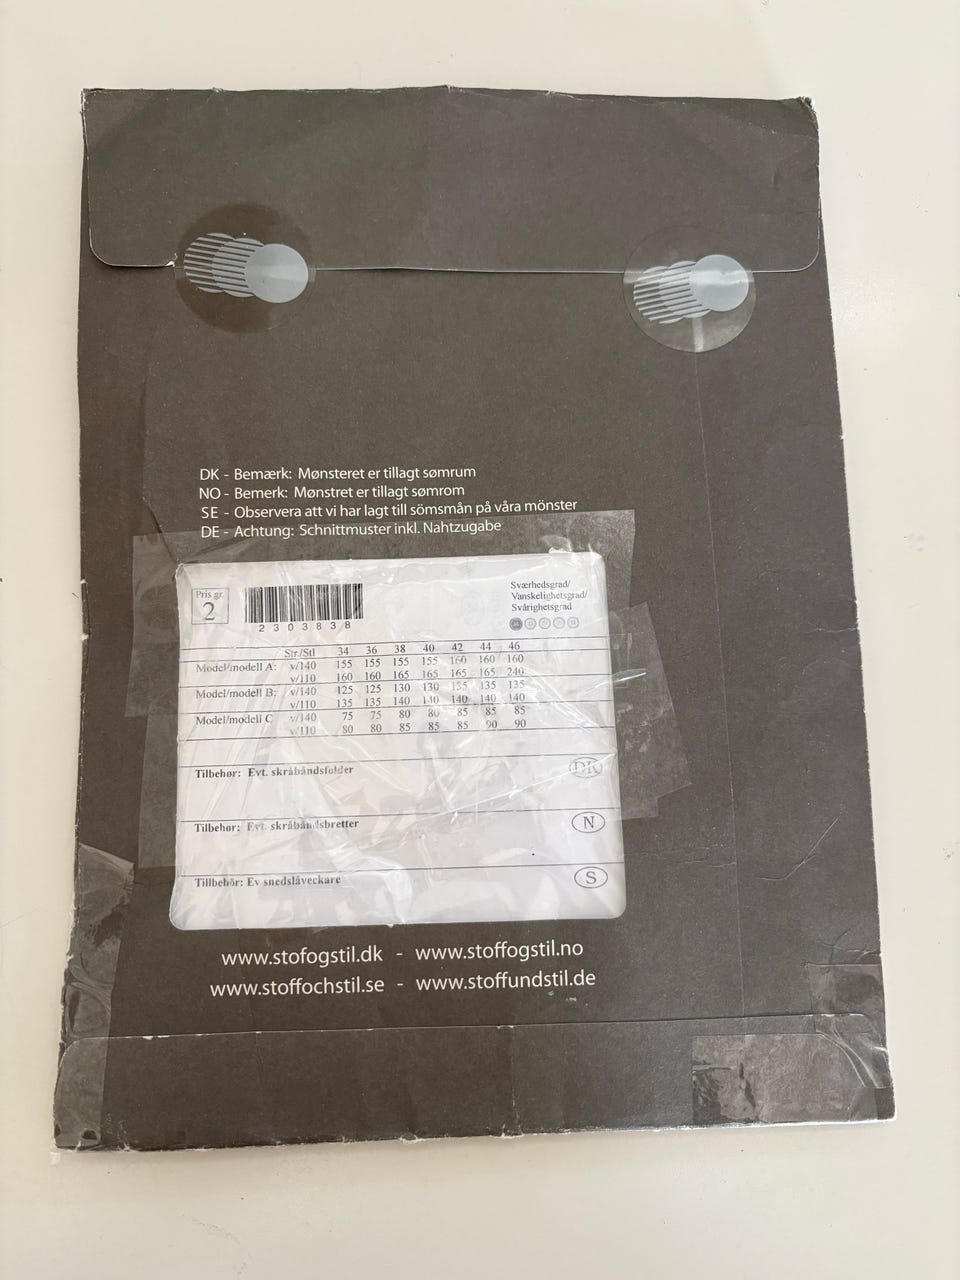 DK - Bemærk: Mønsteret er tillagt sømrum
NO - Bemerk: Mønstret er tillagt sømrom
SE - Observera att vi har lagt till sömsmån på våra mönster
DE - Achtung: Schnittmuster inkl. Nahtzugabe
Pris gr.
2
2303838
Sværhedsgrad/
Vanskelighetsgrad/
Svårighetsgrad
Str./Stl 34 36 38 40 42 44 46
Model/modell A: v/140 155 155 155 155 160 160 160
v/110 160 160 165 165 165 165 240
Model/modell B: v/140 125 125 130 130 135 135 135
v/110 135 135 140 140 140 140 140
Model/modell C v/140 75 75 80 80 85 85 85
v/110 80 80 85 85 85 90 90
Tilbehør: Evt. skråbåndsfolder
DK
Tilbehør: Evt. skråbåndsbretter
N
Tillbehör: Ev snedslåveckare
S
www.stofogstil.dk - www.stoffogstil.no
www.stoffochstil.se - www.stoffundstil.de